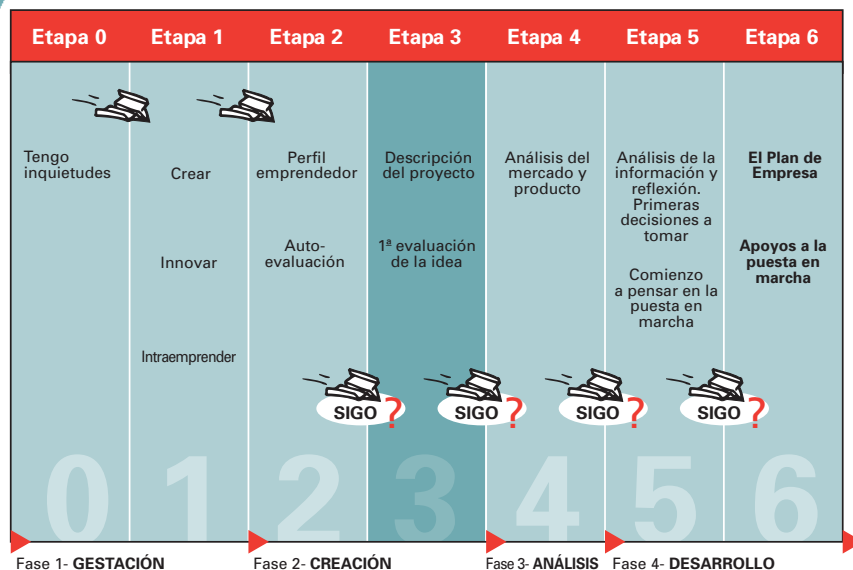 Etapa 0
Etapa 1
Etapa 2
Etapa 3
Etapa 4
Etapa 5
Etapa 6
Tengo
inquietudes
Crear
Innovar
Intraemprender
Perfil
emprendedor
Auto-
evaluación
Descripción
del proyecto
1ª evaluación
de la idea
Análisis del
mercado y
producto
Análisis de la
información y
reflexión.
Primeras
decisiones a
tomar
Comienzo
a pensar en la
puesta en
marcha
El Plan de
Empresa
Apoyos a la
puesta en
marcha
SIGO ?
SIGO ?
SIGO ?
SIGO ?
0
1
2
3
4
5
6
Fase 1- GESTACIÓN
Fase 2- CREACIÓN
Fase 3- ANÁLISIS
Fase 4- DESARROLLO